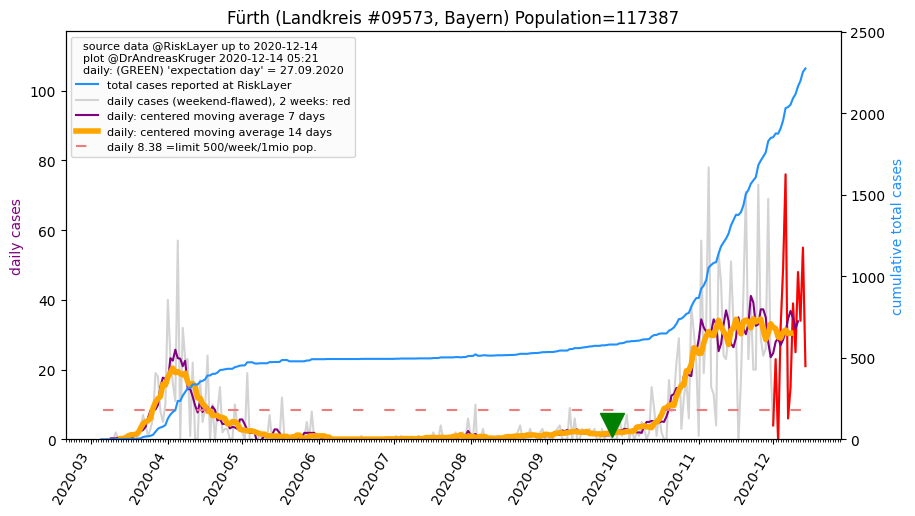 Fürth (Landkreis #09573, Bayern) Population=117387
source data @RiskLayer up to 2020-12-14
plot @DrAndreasKruger 2020-12-14 05:21
daily: (GREEN) 'expectation day' = 27.09.2020
total cases reported at RiskLayer
daily cases (weekend-flawed), 2 weeks: red
daily: centered moving average 7 days
daily: centered moving average 14 days
daily 8.38 =limit 500/week/1mio pop.
daily cases
100
80
60
40
20
0
cumulative total cases
2500
2000
1500
1000
500
0
2020-03
2020-04
2020-05
2020-06
2020-07
2020-08
2020-09
2020-10
2020-11
2020-12